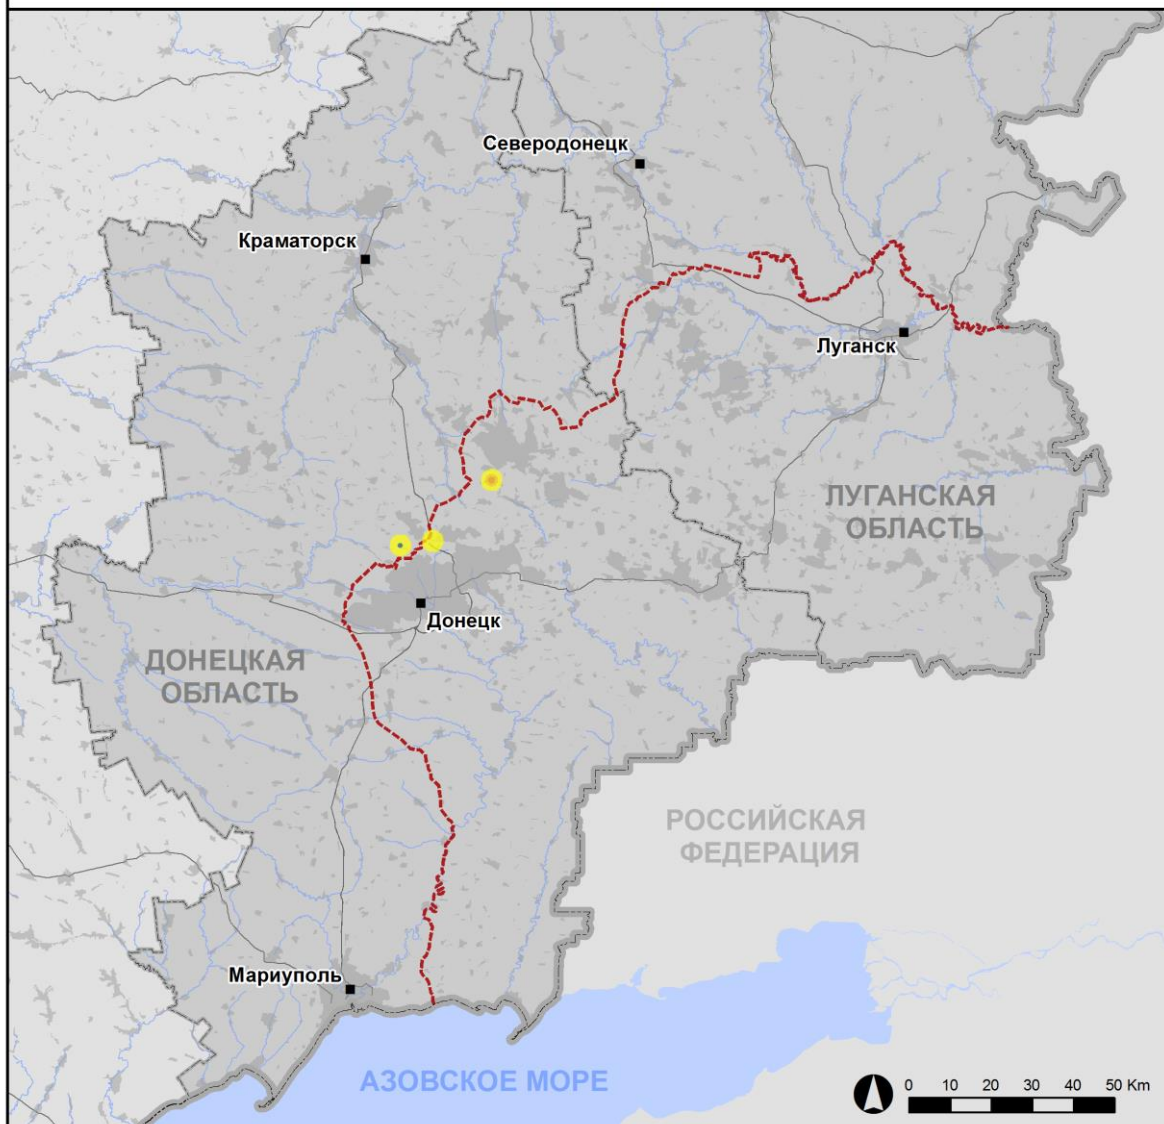 Северодонецк
Краматорск
Луганск
ЛУГАНСКАЯ
ОБЛАСТЬ
Донецк
ДОНЕЦКАЯ
ОБЛАСТЬ
РОССИЙСКАЯ
ФЕДЕРАЦИЯ
Мариуполь
АЗОВСКОЕ МОРЕ
0 10 20 30 40 50 Km